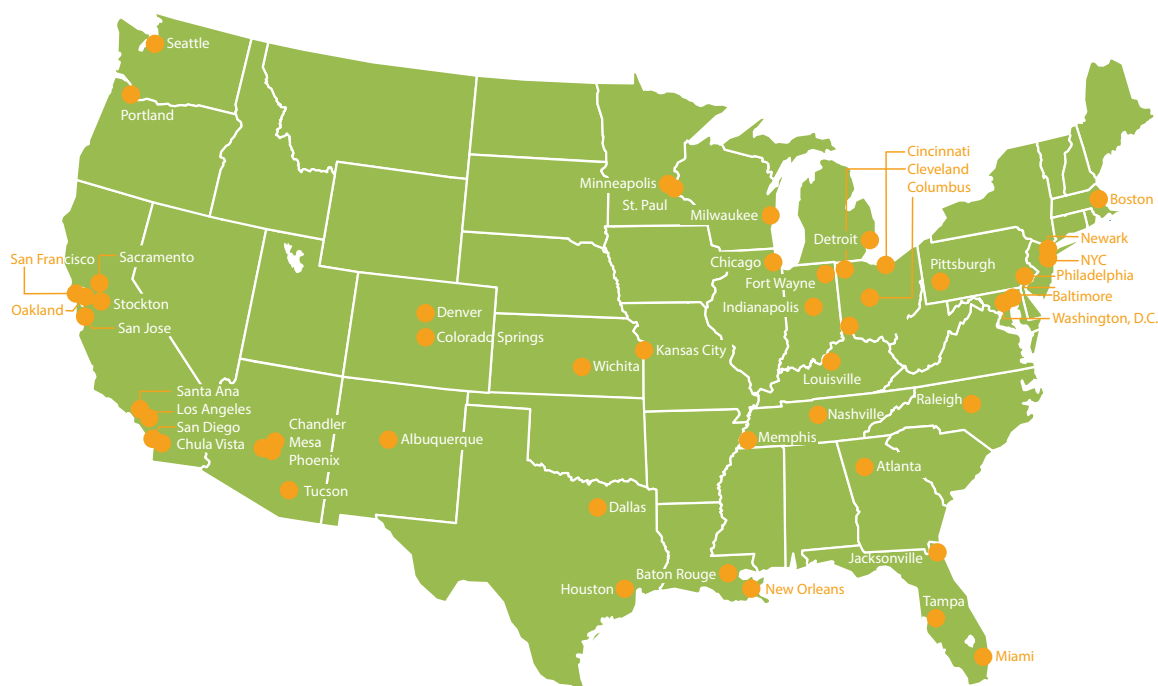 Seattle
Portland
Cincinnati
Cleveland
Columbus
Minneapolis
St. Paul
Milwaukee
Boston
Detroit
Newark
San Francisco
Sacramento
Chicago
Pittsburgh
NYC
Fort Wayne
Philadelphia
Oakland
Stockton
Indianapolis
Baltimore
Denver
Washington, D.C.
San Jose
Colorado Springs
Kansas City
Wichita
Louisville
Santa Ana
Los Angeles
Raleigh
San Diego
Chandler
Nashville
Chula Vista
Mesa
Albuquerque
Memphis
Phoenix
Atlanta
Tucson
Dallas
Jacksonville
Baton Rouge
Houston
New Orleans
Tampa
Miami